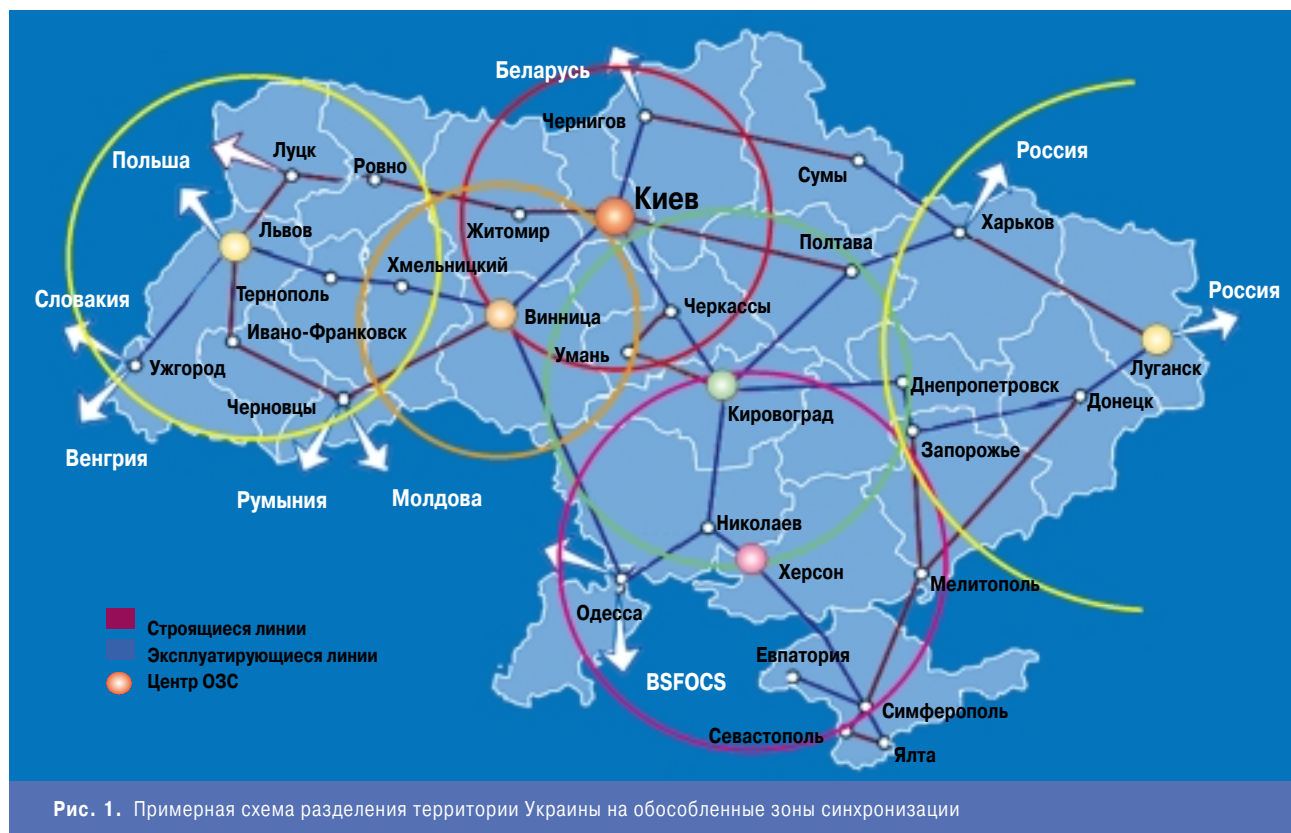 Беларусь
Чернигов
Польша
Луцк
Ровно
Сумы
Россия
Киев
Львов
Житомир
Харьков
Полтава
Хмельницкий
Тернополь
Словакия
Россия
Черкассы
Винница
Ивано-Франковск
Умань
Ужгород
Луганск
Днепропетровск
Черновцы
Кировоград
Донецк
Запорожье
Венгрия
Румыния
Молдова
Николаев
Херсон
Мелитополь
Одесса
Строящиеся линии
Эксплуатирующиеся линии
Центр ОЗС
Евпатория
BSFOCS
Симферополь
Севастополь
Ялта
Рис. 1. Примерная схема разделения территории Украины на обособленные зоны синхронизации